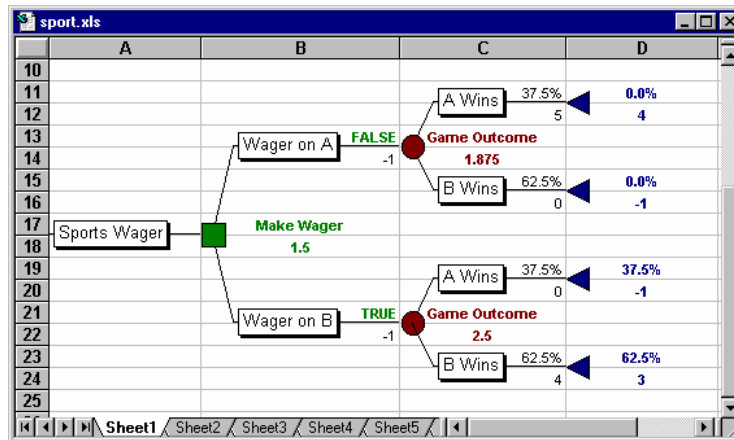 sport.xls
A B C D
10
11 A Wins 37.5% 0.0%
12 5 4
13 Wager on A FALSE Game Outcome
14 -1 1.875
15 B Wins 62.5% 0.0%
16 0 -1
17 Sports Wager Make Wager
18 1.5
19 A Wins 37.5% 37.5%
20 0 -1
21 Wager on B TRUE Game Outcome
22 -1 2.5
23 B Wins 62.5% 62.5%
24 4 3
25
Sheet1 Sheet2 Sheet3 Sheet4 Sheet5